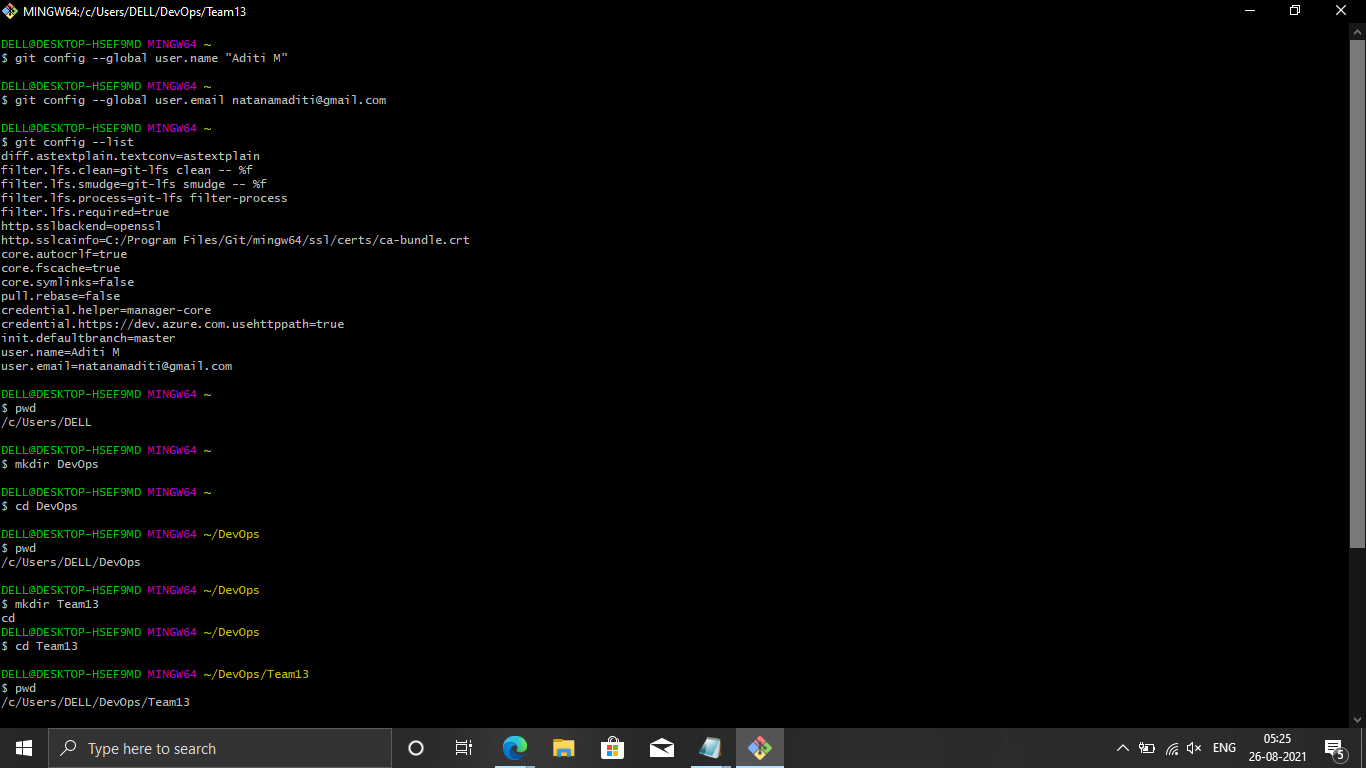 MINGW64:/c/Users/DELL/DevOps/Team13
DELL@DESKTOP-HSEF9MD MINGW64 ~
$ git config --global user.name "Aditi M"
DELL@DESKTOP-HSEF9MD MINGW64 ~
$ git config --global user.email natanamaditi@gmail.com
DELL@DESKTOP-HSEF9MD MINGW64 ~
$ git config --list
diff.astextplain.textconv=astextplain
filter.lfs.clean=git-lfs clean -- %f
filter.lfs.smudge=git-lfs smudge -- %f
filter.lfs.process=git-lfs filter-process
filter.lfs.required=true
http.sslbackend=openssl
http.sslcainfo=C:/Program Files/Git/mingw64/ssl/certs/ca-bundle.crt
core.autocrlf=true
core.fscache=true
core.symlinks=false
pull.rebase=false
credential.helper=manager-core
credential.https://dev.azure.com.usehttppath=true
init.defaultbranch=master
user.name=Aditi M
user.email=natanamaditi@gmail.com
DELL@DESKTOP-HSEF9MD MINGW64 ~
$ pwd
/c/Users/DELL
DELL@DESKTOP-HSEF9MD MINGW64 ~
$ mkdir DevOps
DELL@DESKTOP-HSEF9MD MINGW64 ~
$ cd DevOps
DELL@DESKTOP-HSEF9MD MINGW64 ~/DevOps
$ pwd
/c/Users/DELL/DevOps
DELL@DESKTOP-HSEF9MD MINGW64 ~/DevOps
$ mkdir Team13
cd
DELL@DESKTOP-HSEF9MD MINGW64 ~/DevOps
$ cd Team13
DELL@DESKTOP-HSEF9MD MINGW64 ~/DevOps/Team13
$ pwd
/c/Users/DELL/DevOps/Team13
Type here to search
ENG
05:25
26-08-2021
5